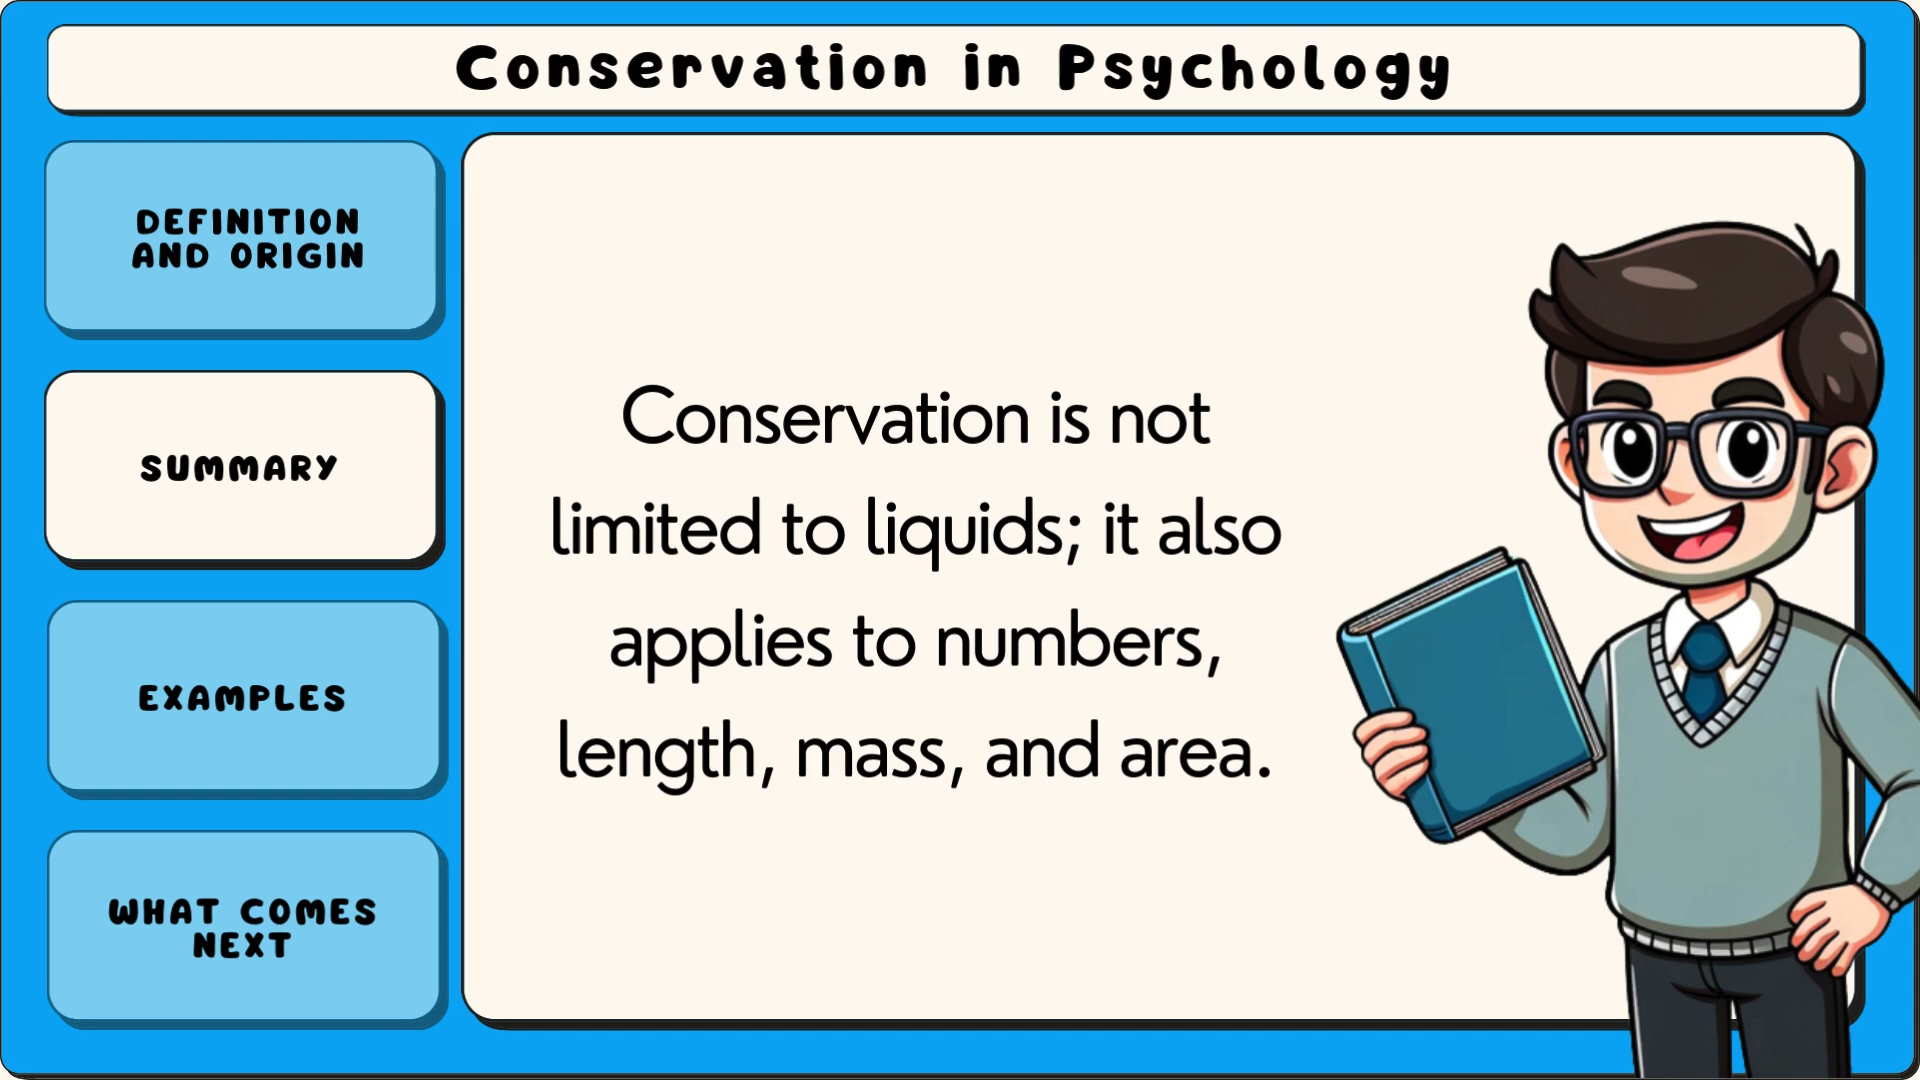 Conservation in Psychology
DEFINITION
AND ORIGIN
SUMMARY
EXAMPLES
WHAT COMES
NEXT
Conservation is not
limited to liquids; it also
applies to numbers,
length, mass, and area.